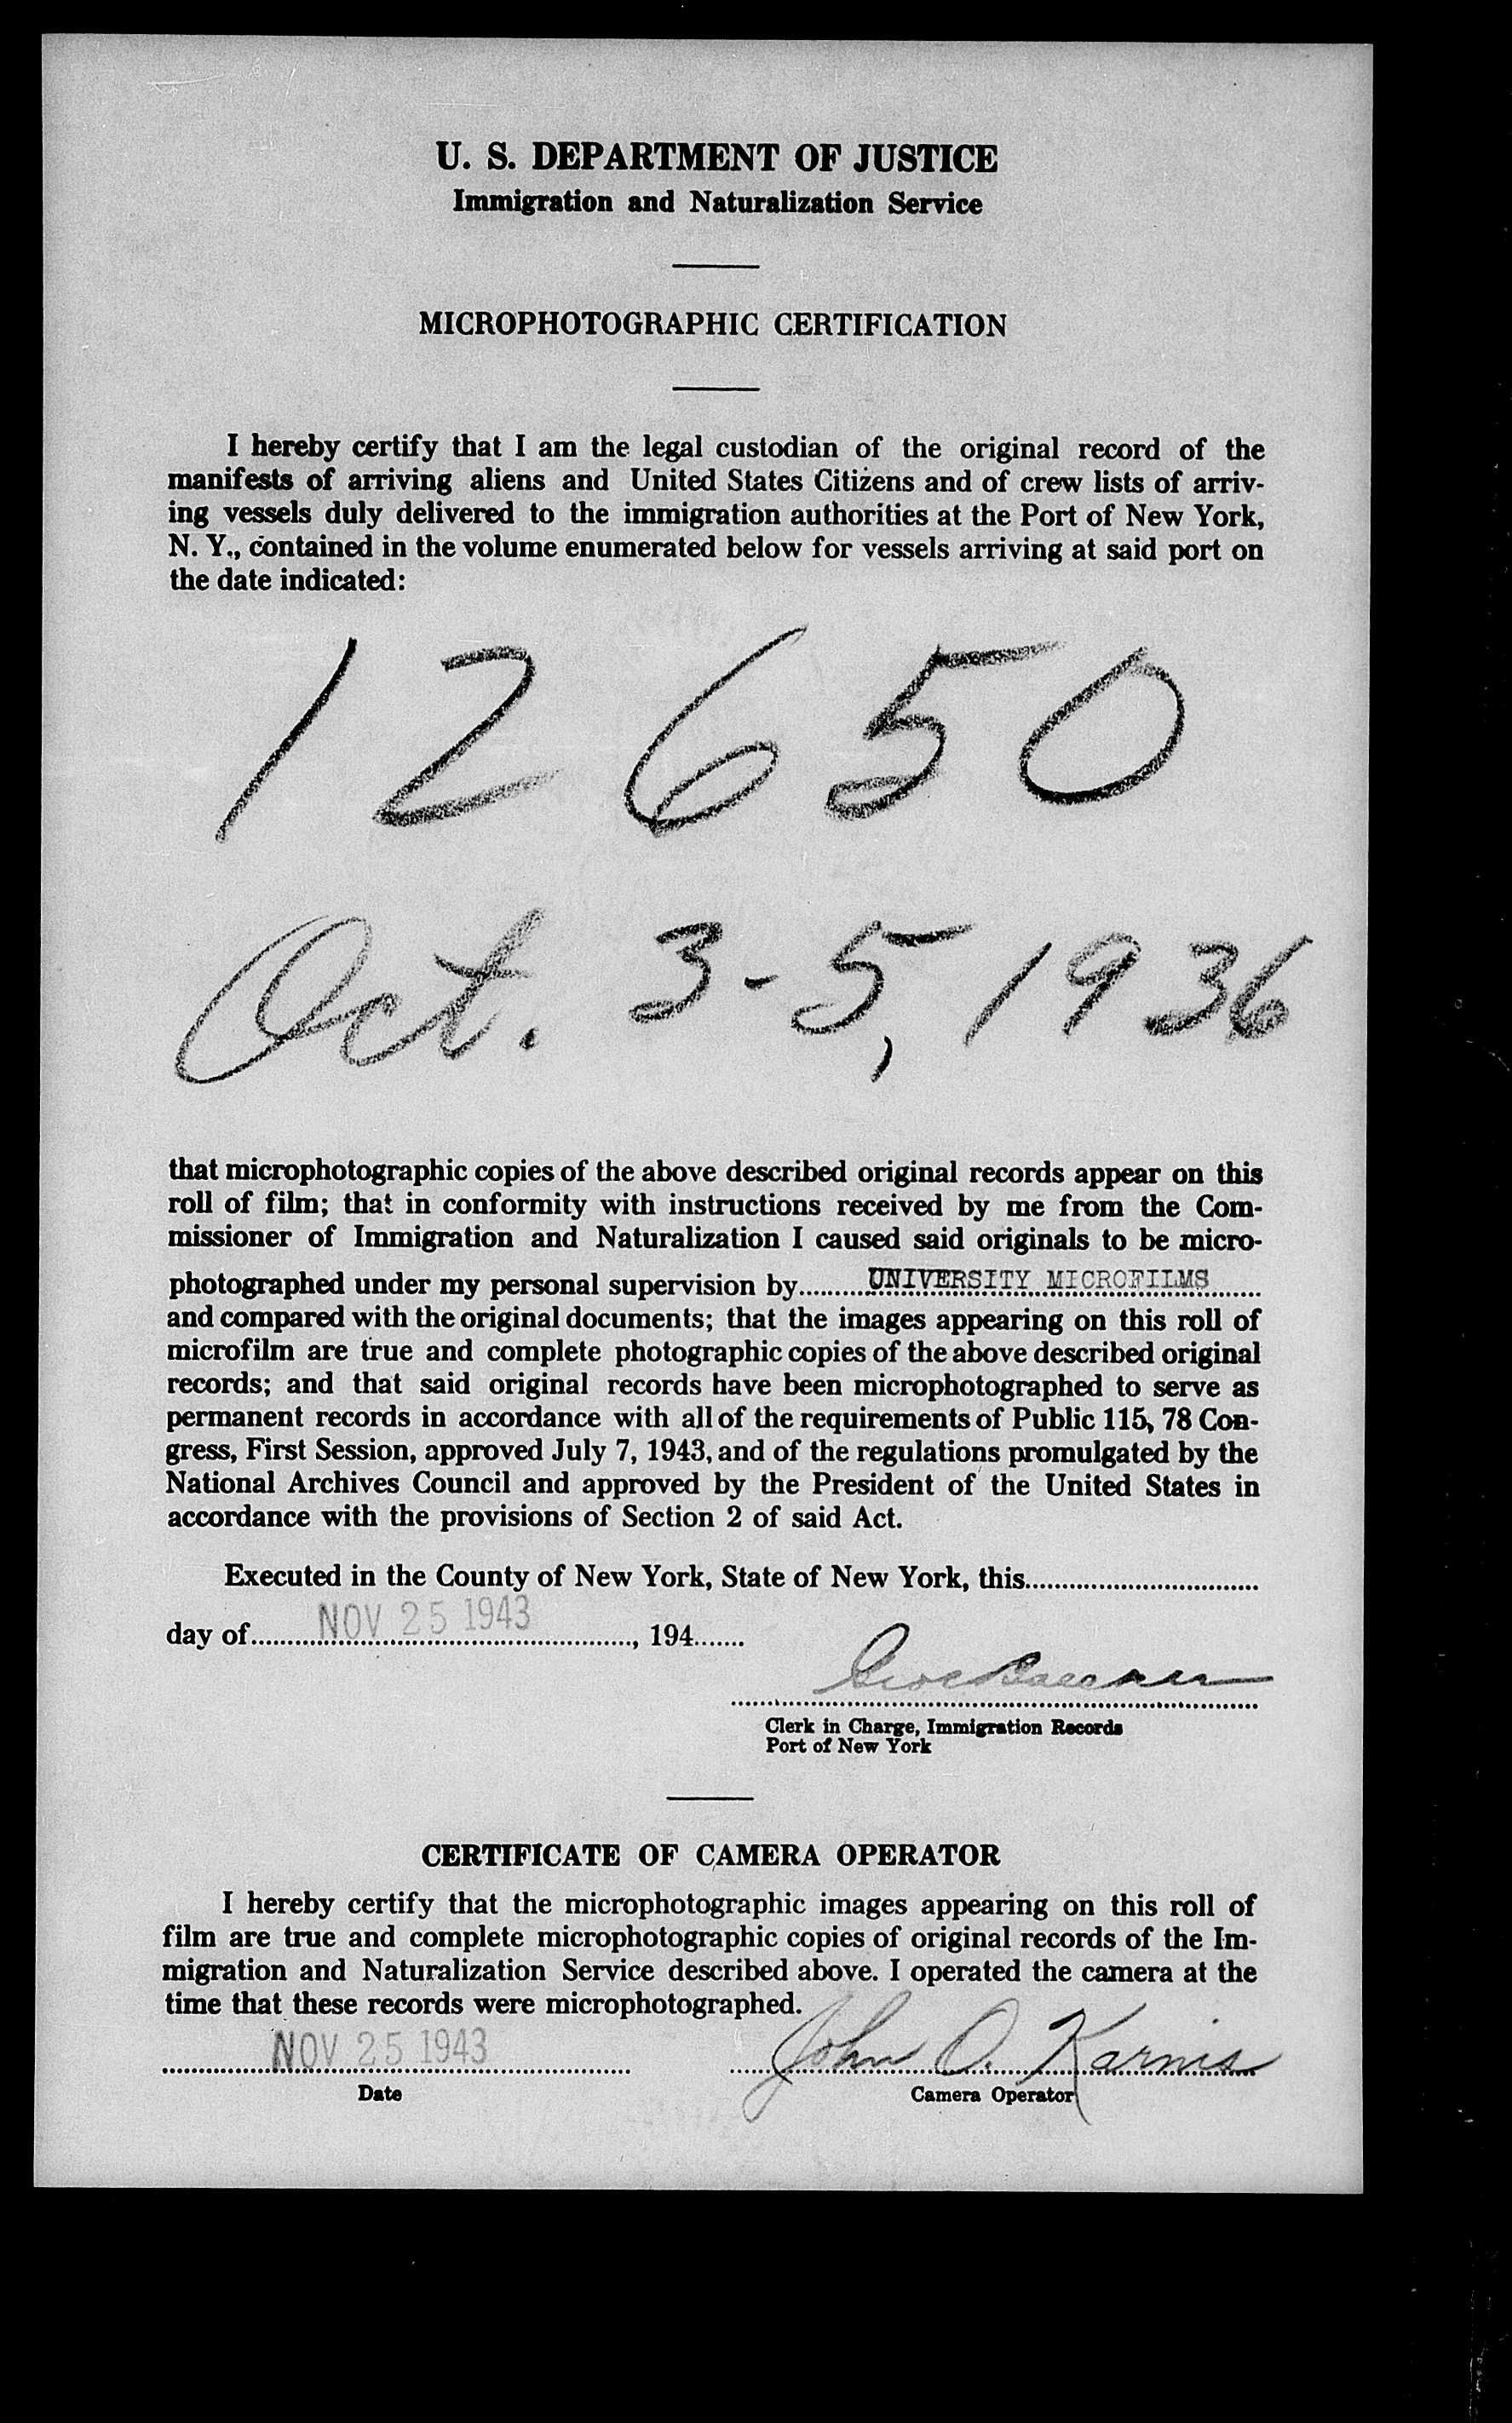 U. S. DEPARTMENT OF JUSTICE
Immigration and Naturalization Service
MICROPHOTOGRAPHIC CERTIFICATION
I hereby certify that I am the legal custodian of the original record of the
manifests of arriving aliens and United States Citizens and of crew lists of arriv-
ing vessels duly delivered to the immigration authorities at the Port of New York,
N. Y., contained in the volume enumerated below for vessels arriving at said port on
the date indicated:
12650
Oct. 3-5, 1936
that microphotographic copies of the above described original records appear on this
roll of film; that in conformity with instructions received by me from the Com-
missioner of Immigration and Naturalization I caused said originals to be micro-
photographed under my personal supervision by UNIVERSITY MICROFILMS
and compared with the original documents; that the images appearing on this roll of
microfilm are true and complete photographic copies of the above described original
records; and that said original records have been microphotographed to serve as
permanent records in accordance with all of the requirements of Public 115, 78 Con-
gress, First Session, approved July 7, 1943, and of the regulations promulgated by the
National Archives Council and approved by the President of the United States in
accordance with the provisions of Section 2 of said Act.
Executed in the County of New York, State of New York, this
day of NOV 25 1943, 194
Clerk in Charge, Immigration Records
Port of New York
CERTIFICATE OF CAMERA OPERATOR
I hereby certify that the microphotographic images appearing on this roll of
film are true and complete microphotographic copies of original records of the Im-
migration and Naturalization Service described above. I operated the camera at the
time that these records were microphotographed.
NOV 25 1943 John O. Karnis
Date Camera Operator